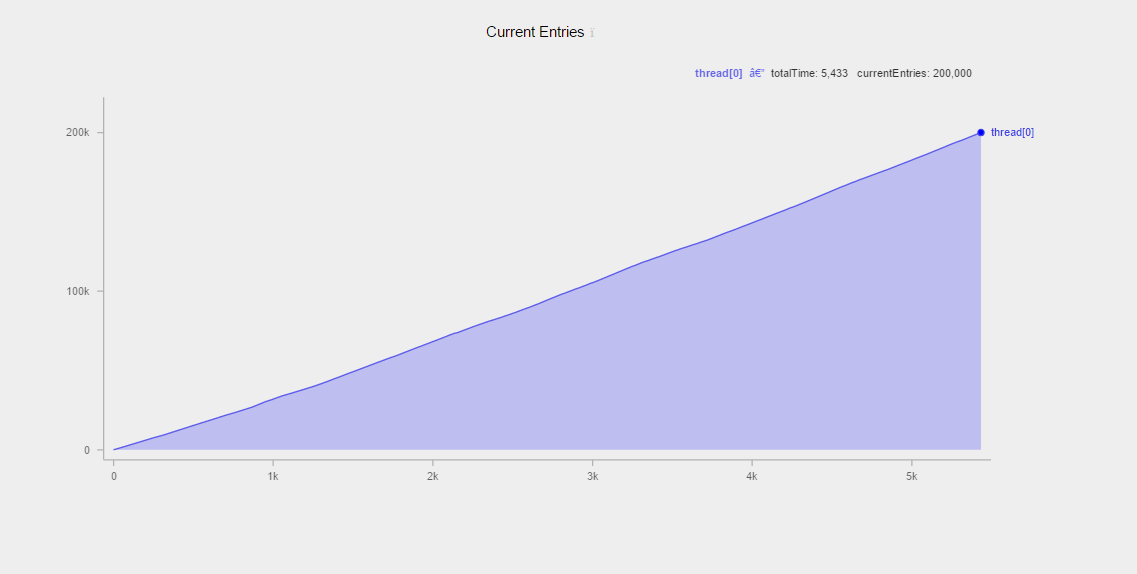 Current Entries ï
thread[0] â€” totalTime: 5,433 currentEntries: 200,000
200k
thread[0]
100k
0
0 1k 2k 3k 4k 5k